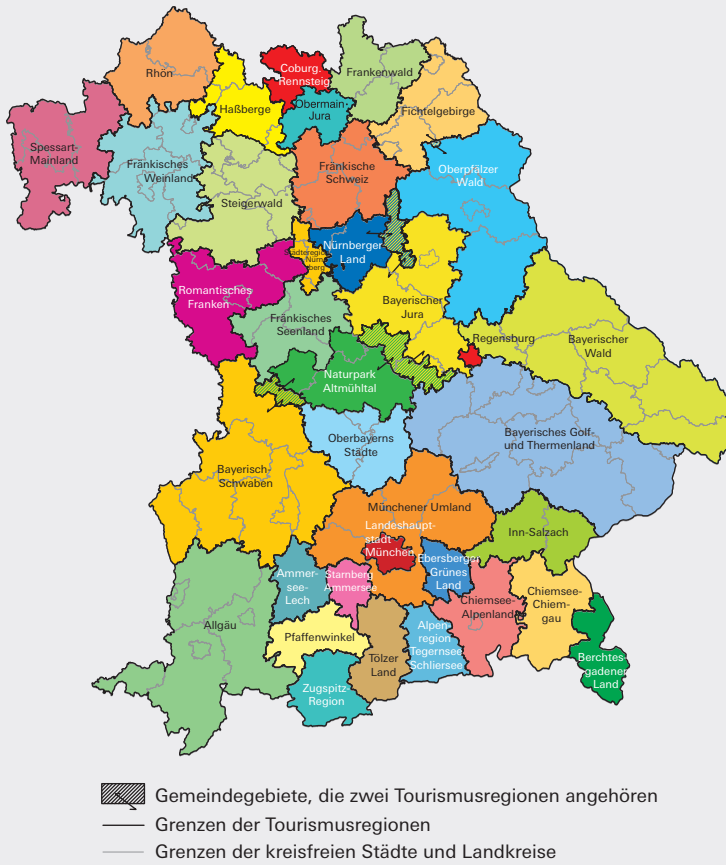 Rhön
Coburg.
Rennsteig
Frankenwald
Haßberge
Obermain-
Jura
Fichtelgebirge
Spessart-
Mainland
Fränkisches
Weinland
Fränkische
Schweiz
Oberpfälzer
Wald
Steigerwald
Städteregion
Nürn-
berg
Nürnberger
Land
Romantisches
Franken
Bayerischer
Jura
Fränkisches
Seenland
Regensburg
Bayerischer
Wald
Naturpark
Altmühltal
Oberbayerns
Städte
Bayerisches Golf-
und Thermenland
Bayerisch-
Schwaben
Münchener Umland
Landeshaupt-
stadt
München
Inn-Salzach
Ebersberger
Grünes
Land
Ammer-
see-
Lech
Starnberg
Ammersee
Chiemsee-
Alpenland
Chiemsee-
Chiem-
gau
Allgäu
Pfaffenwinkel
Tölzer
Land
Alpen-
region
Tegernsee
Schliersee
Berchtes-
gadener
Land
Zugspitz-
Region
Gemeindegebiete, die zwei Tourismusregionen angehören
Grenzen der Tourismusregionen
Grenzen der kreisfreien Städte und Landkreise